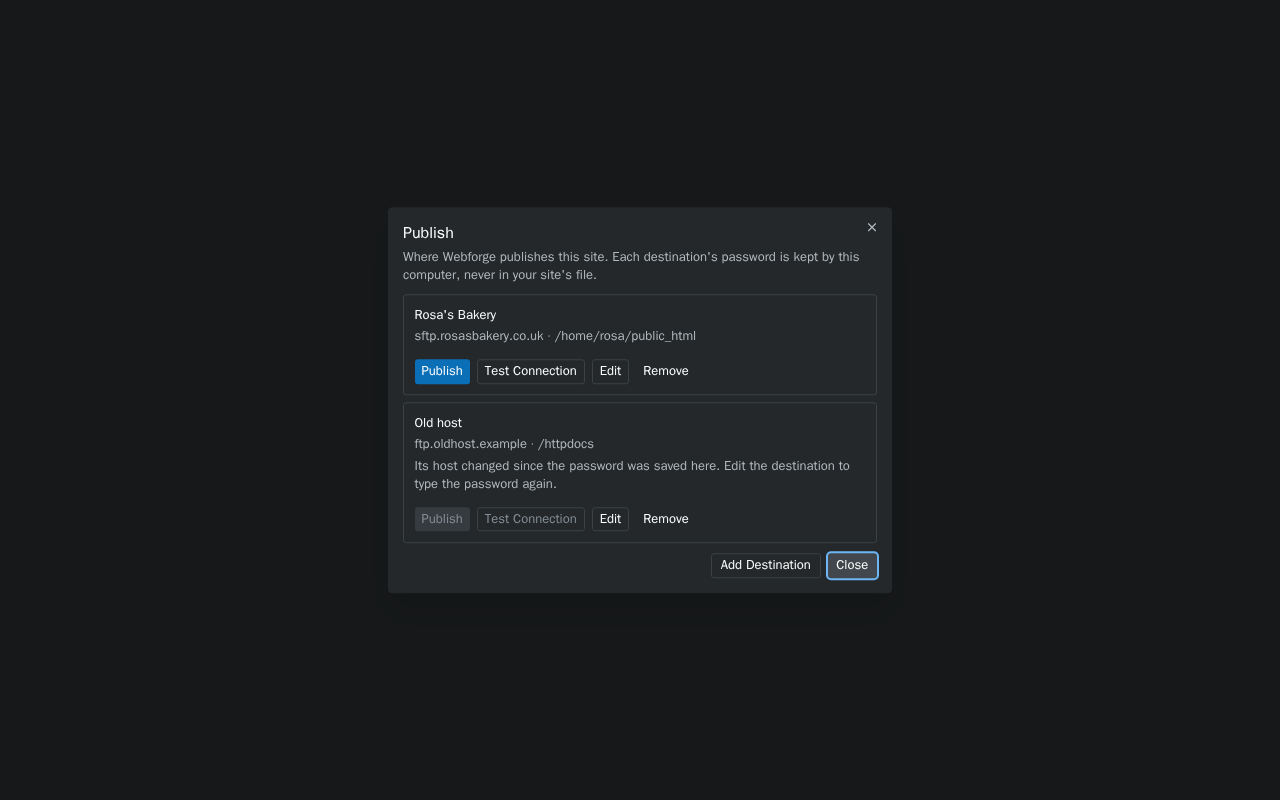 Publish
Where Webforge publishes this site. Each destination's password is kept by this
computer, never in your site's file.
Rosa's Bakery
sftp.rosasbakery.co.uk · /home/rosa/public_html
Publish Test Connection Edit Remove
Old host
ftp.oldhost.example · /httpdocs
Its host changed since the password was saved here. Edit the destination to
type the password again.
Publish Test Connection Edit Remove
Add Destination Close